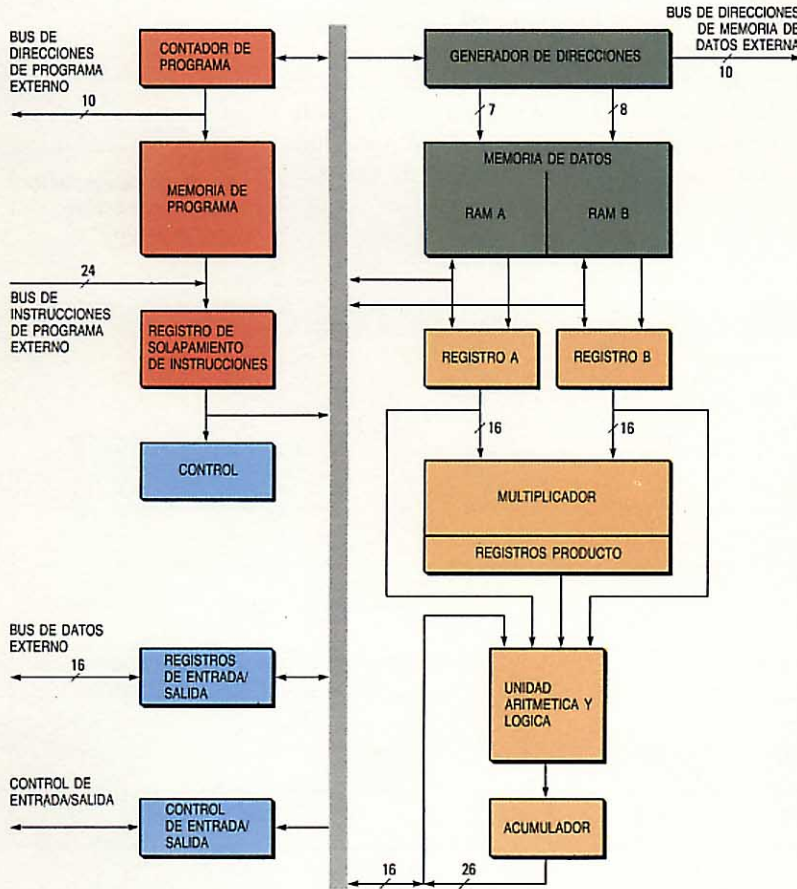 BUS DE
DIRECCIONES
DE PROGRAMA
EXTERNO
10
CONTADOR DE
PROGRAMA
GENERADOR DE DIRECCIONES
BUS DE DIRECCIONES
DE MEMORIA DE
DATOS EXTERNA
10
7
8
MEMORIA DE
PROGRAMA
MEMORIA DE DATOS
RAM A
RAM B
24
BUS DE
INSTRUCCIONES
DE PROGRAMA
EXTERNO
REGISTRO DE
SOLAPAMIENTO
DE INSTRUCCIONES
REGISTRO A
REGISTRO B
16
16
CONTROL
MULTIPLICADOR
REGISTROS PRODUCTO
BUS DE DATOS
EXTERNO
16
REGISTROS
DE ENTRADA/
SALIDA
UNIDAD
ARITMETICA Y
LOGICA
CONTROL DE
ENTRADA/SALIDA
CONTROL
DE ENTRADA/
SALIDA
ACUMULADOR
16
26